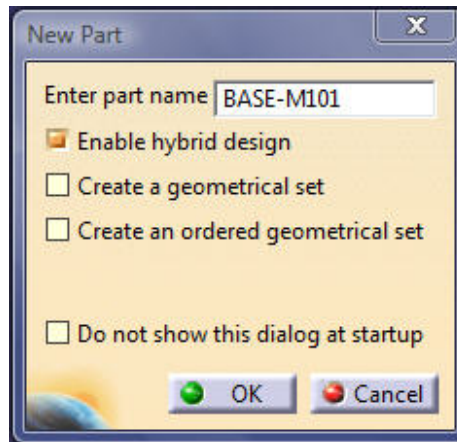 New Part
X
Enter part name BASE-M101
Enable hybrid design
Create a geometrical set
Create an ordered geometrical set
Do not show this dialog at startup
OK Cancel